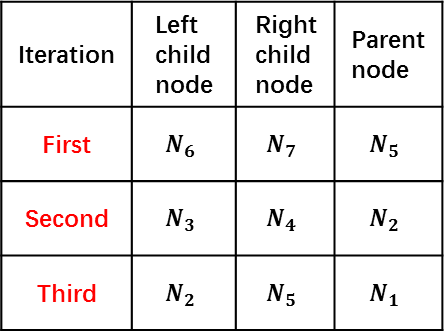 Iteration
Left
child
node
Right
child
node
Parent
node
First
N₆
N₇
N₅
Second
N₃
N₄
N₂
Third
N₂
N₅
N₁